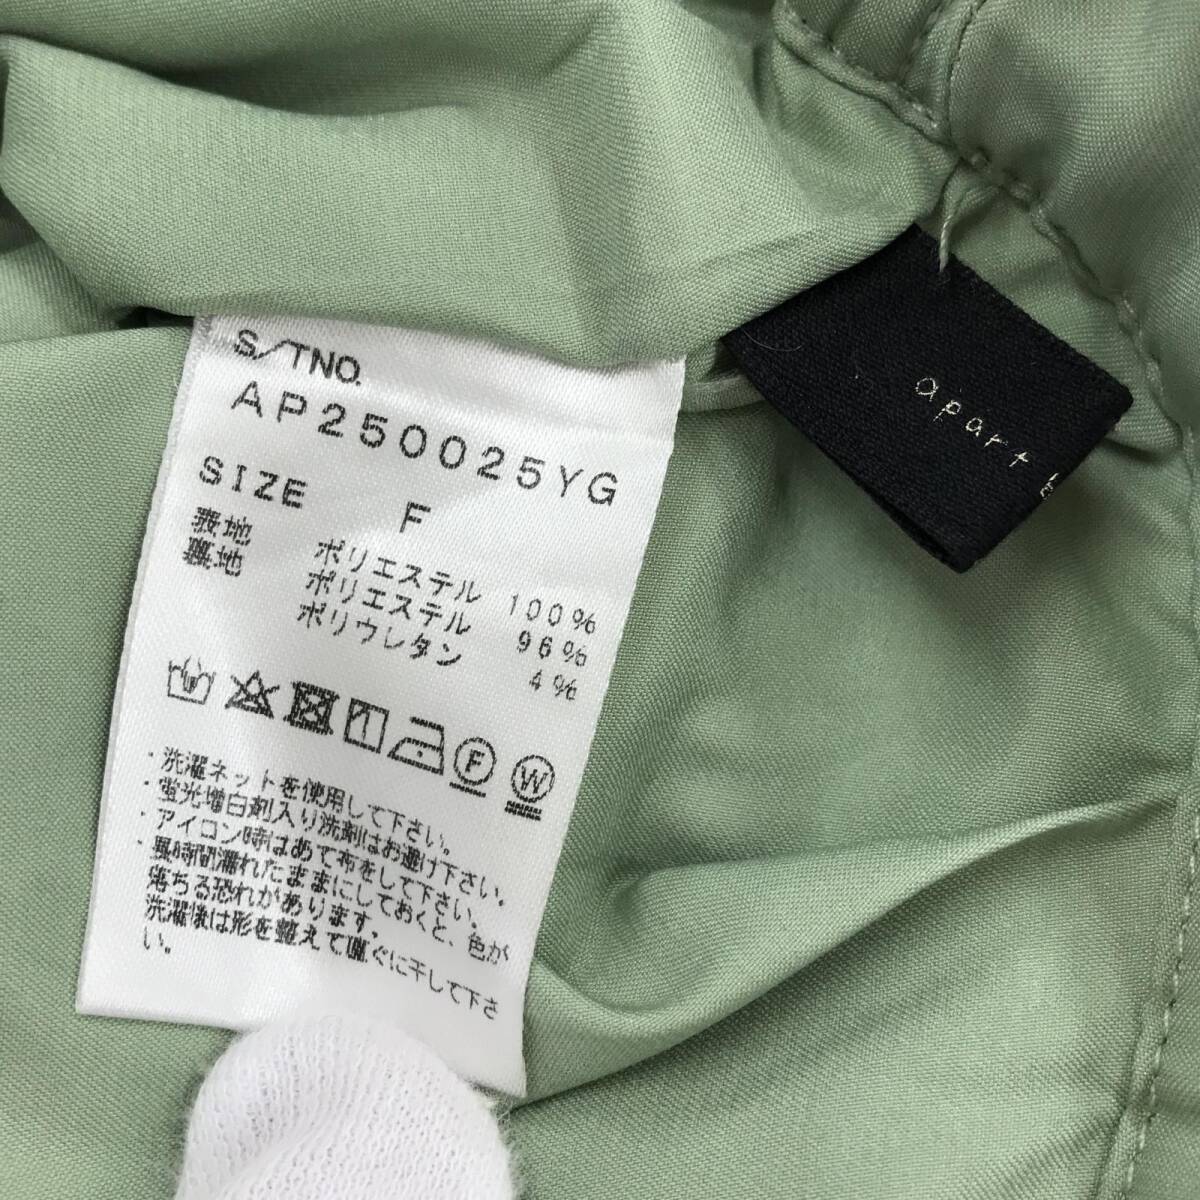 S/TNO.
AP250025YG
SIZE F
表地 ポリエステル 100%
裏地 ポリエステル 96%
ポリウレタン 4%
F
W
・洗濯ネットを使用して下さい。
・蛍光増白剤入り洗剤はお避け下さい。
・アイロン時はあて布をして下さい。
・長時間濡れたままにしておくと、色が
落ちる恐れがあります。
洗濯後は形を整えて直ぐに干して下さ
い。
apart